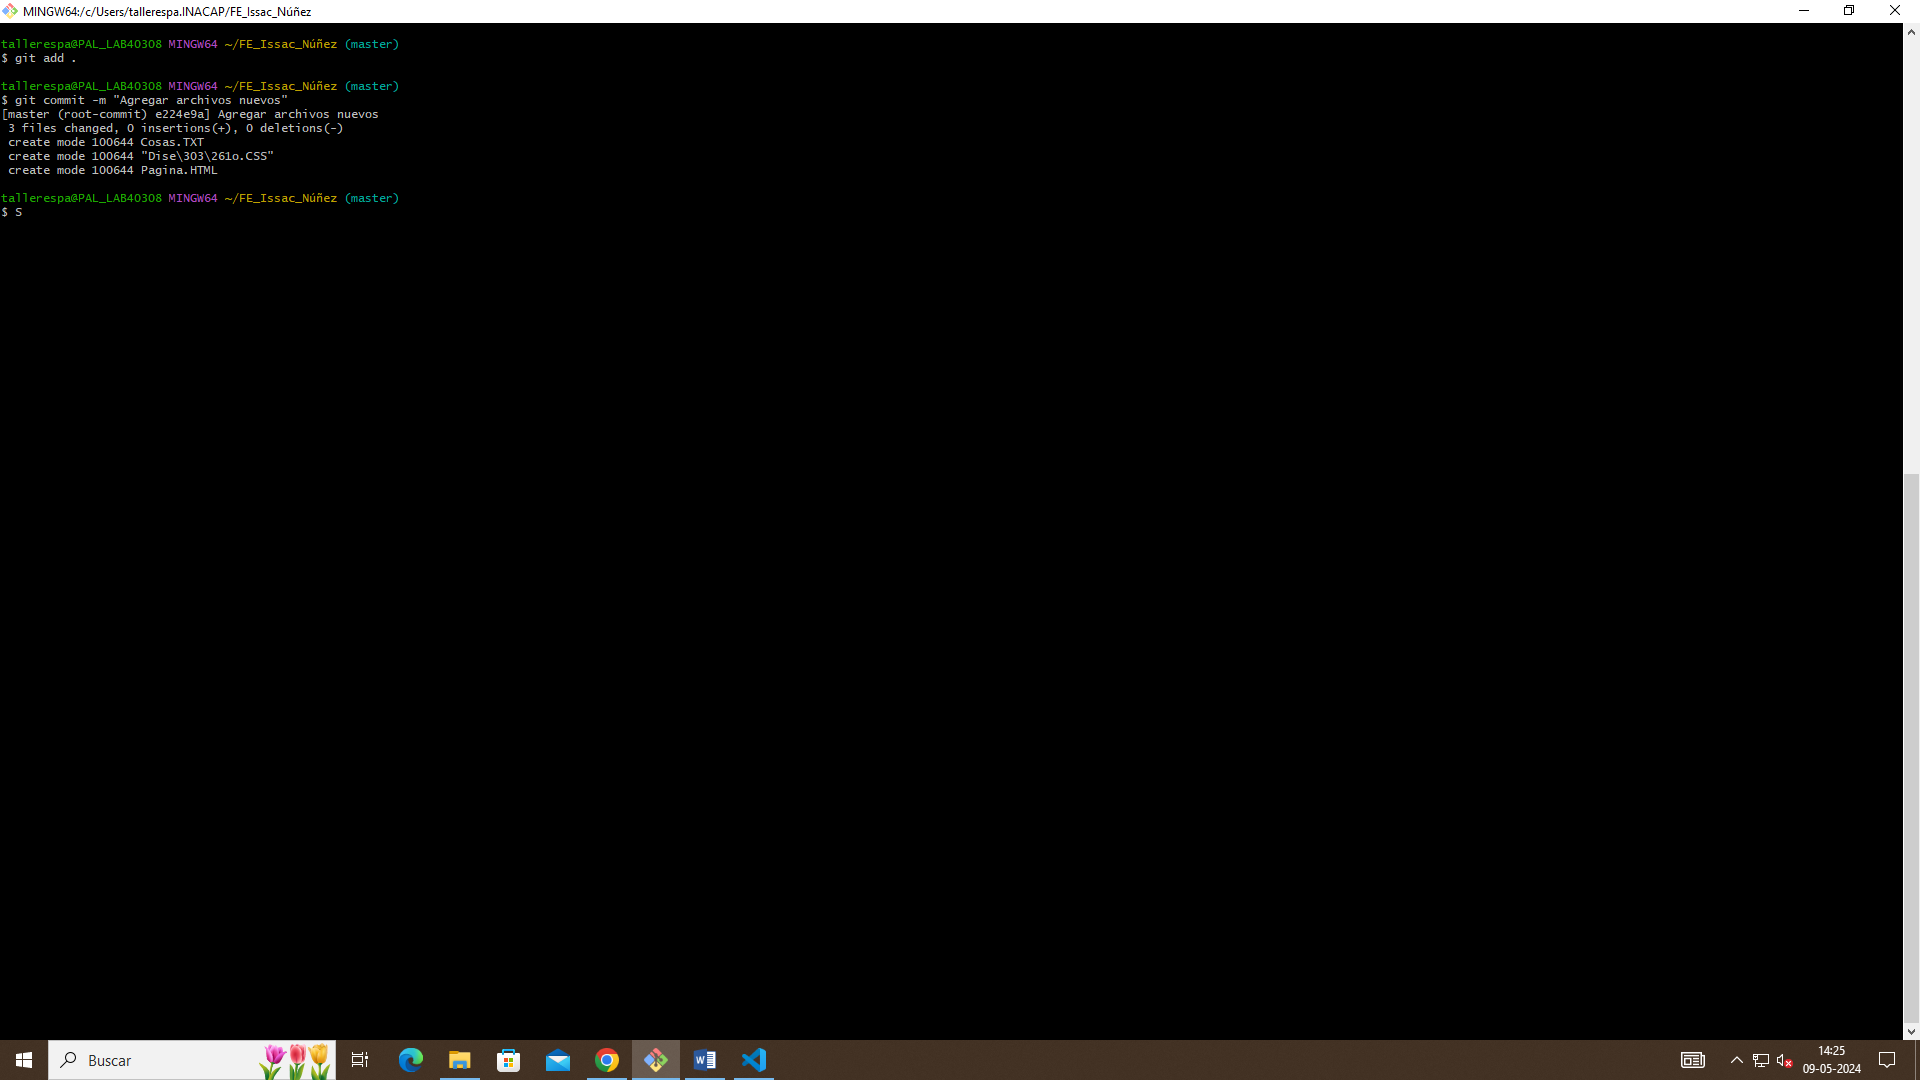 MINGW64:/c/Users/tallerespa.INACAP/FE_Issac_Núñez
tallerespa@PAL_LAB40308 MINGW64 ~/FE_Issac_Núñez (master)
$ git add .
tallerespa@PAL_LAB40308 MINGW64 ~/FE_Issac_Núñez (master)
$ git commit -m "Agregar archivos nuevos"
[master (root-commit) e224e9a] Agregar archivos nuevos
3 files changed, 0 insertions(+), 0 deletions(-)
create mode 100644 Cosas.TXT
create mode 100644 "Dise\303\261o.CSS"
create mode 100644 Pagina.HTML
tallerespa@PAL_LAB40308 MINGW64 ~/FE_Issac_Núñez (master)
$ S
Buscar
14:25
09-05-2024